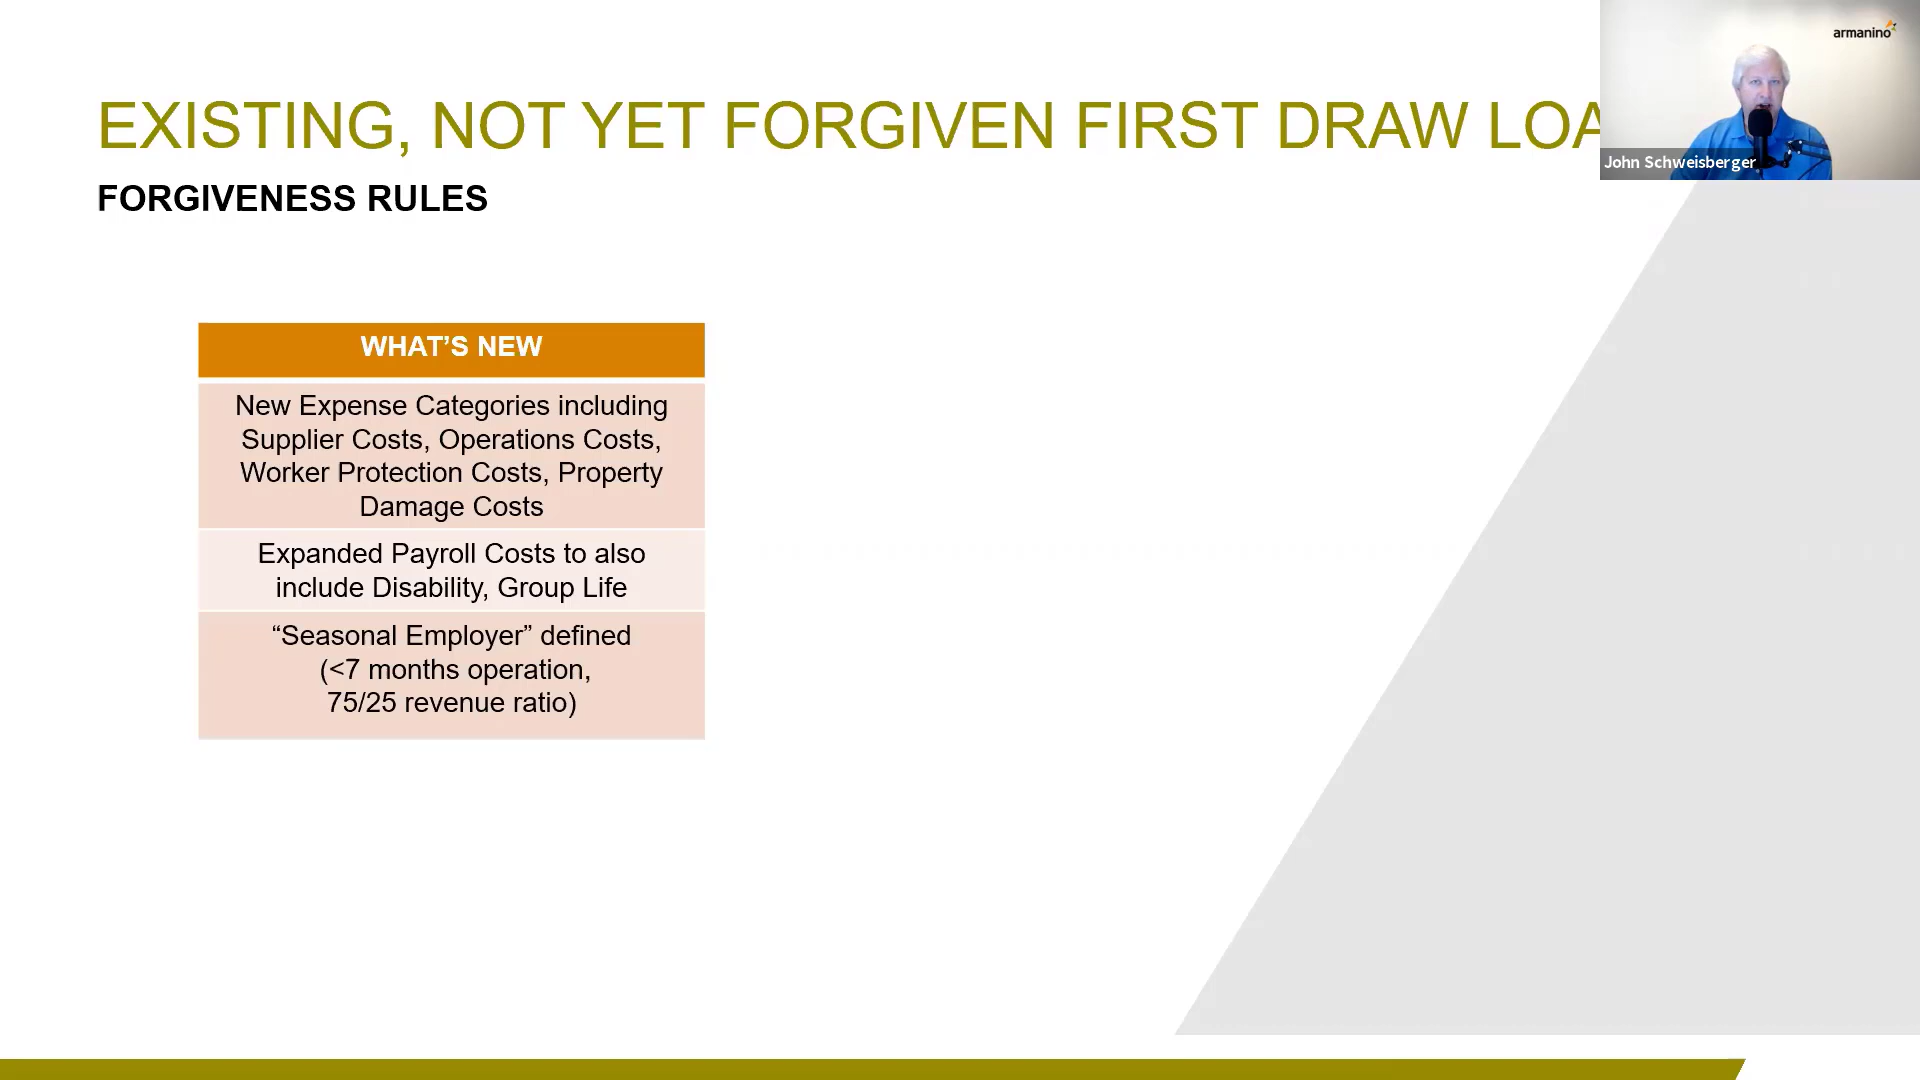 armanino
EXISTING, NOT YET FORGIVEN FIRST DRAW
John Schweisberger
FORGIVENESS RULES
WHAT’S NEW
New Expense Categories including
Supplier Costs, Operations Costs,
Worker Protection Costs, Property
Damage Costs
Expanded Payroll Costs to also
include Disability, Group Life
“Seasonal Employer” defined
(<7 months operation,
75/25 revenue ratio)